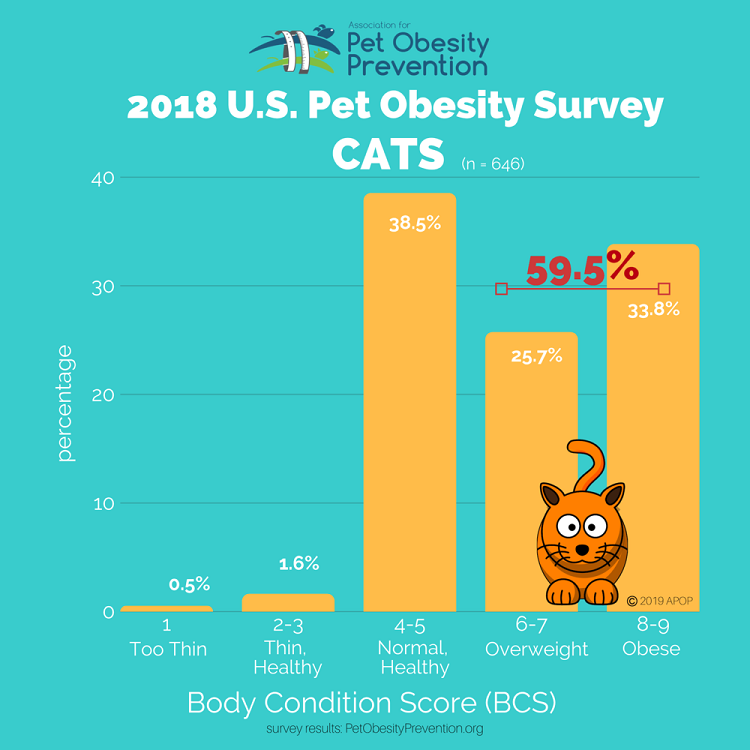 Association for
Pet Obesity
Prevention
2018 U.S. Pet Obesity Survey
CATS (n = 646)
40
38.5%
59.5%
30
33.8%
25.7%
percentage
20
10
1.6%
0.5%
© 2019 APOP
0
1
Too Thin
2-3
Thin,
Healthy
4-5
Normal,
Healthy
6-7
Overweight
8-9
Obese
Body Condition Score (BCS)
survey results: PetObesityPrevention.org